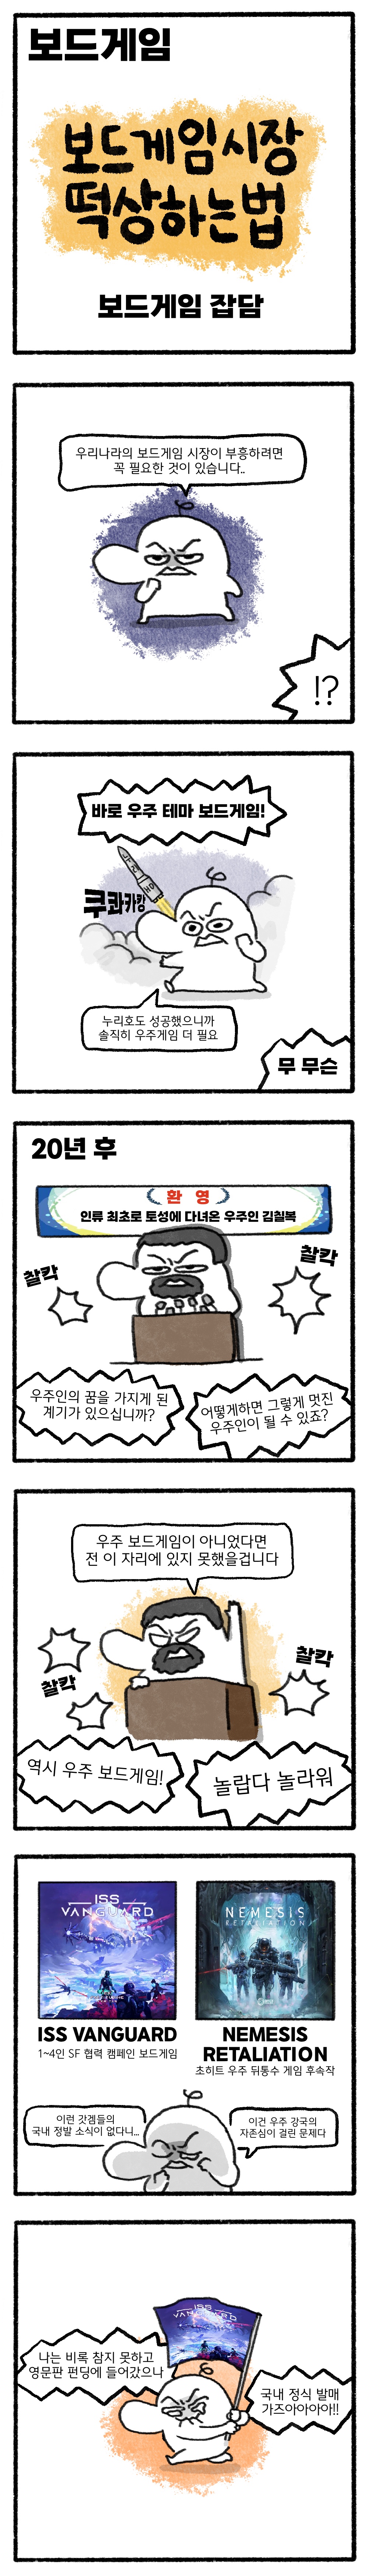 보드게임
보드게임시장
떡상하는법
보드게임 잡담
우리나라의 보드게임 시장이 부흥하려면
꼭 필요한 것이 있습니다..
!?
바로 우주 테마 보드게임!
쿠콰카캉
누리호도 성공했으니까
솔직히 우주게임 더 필요
무 무슨
20년 후
환 영
인류 최초로 토성에 다녀온 우주인 김칠복
찰칵
찰칵
우주인의 꿈을 가지게 된
계기가 있으십니까?
어떻게하면 그렇게 멋진
우주인이 될 수 있죠?
우주 보드게임이 아니었다면
전 이 자리에 있지 못했을겁니다
찰칵
찰칵
역시 우주 보드게임!
놀랍다 놀라워
ISS
VANGUARD
NEMESIS
RETALIATION
ISS VANGUARD
1~4인 SF 협력 캠페인 보드게임
NEMESIS
RETALIATION
초히트 우주 뒤통수 게임 후속작
이런 갓겜들의
국내 정발 소식이 없다니...
이건 우주 강국의
자존심이 걸린 문제다
ISS
VANGUARD
나는 비록 참지 못하고
영문판 펀딩에 들어갔으나
국내 정식 발매
가즈아아아아!!